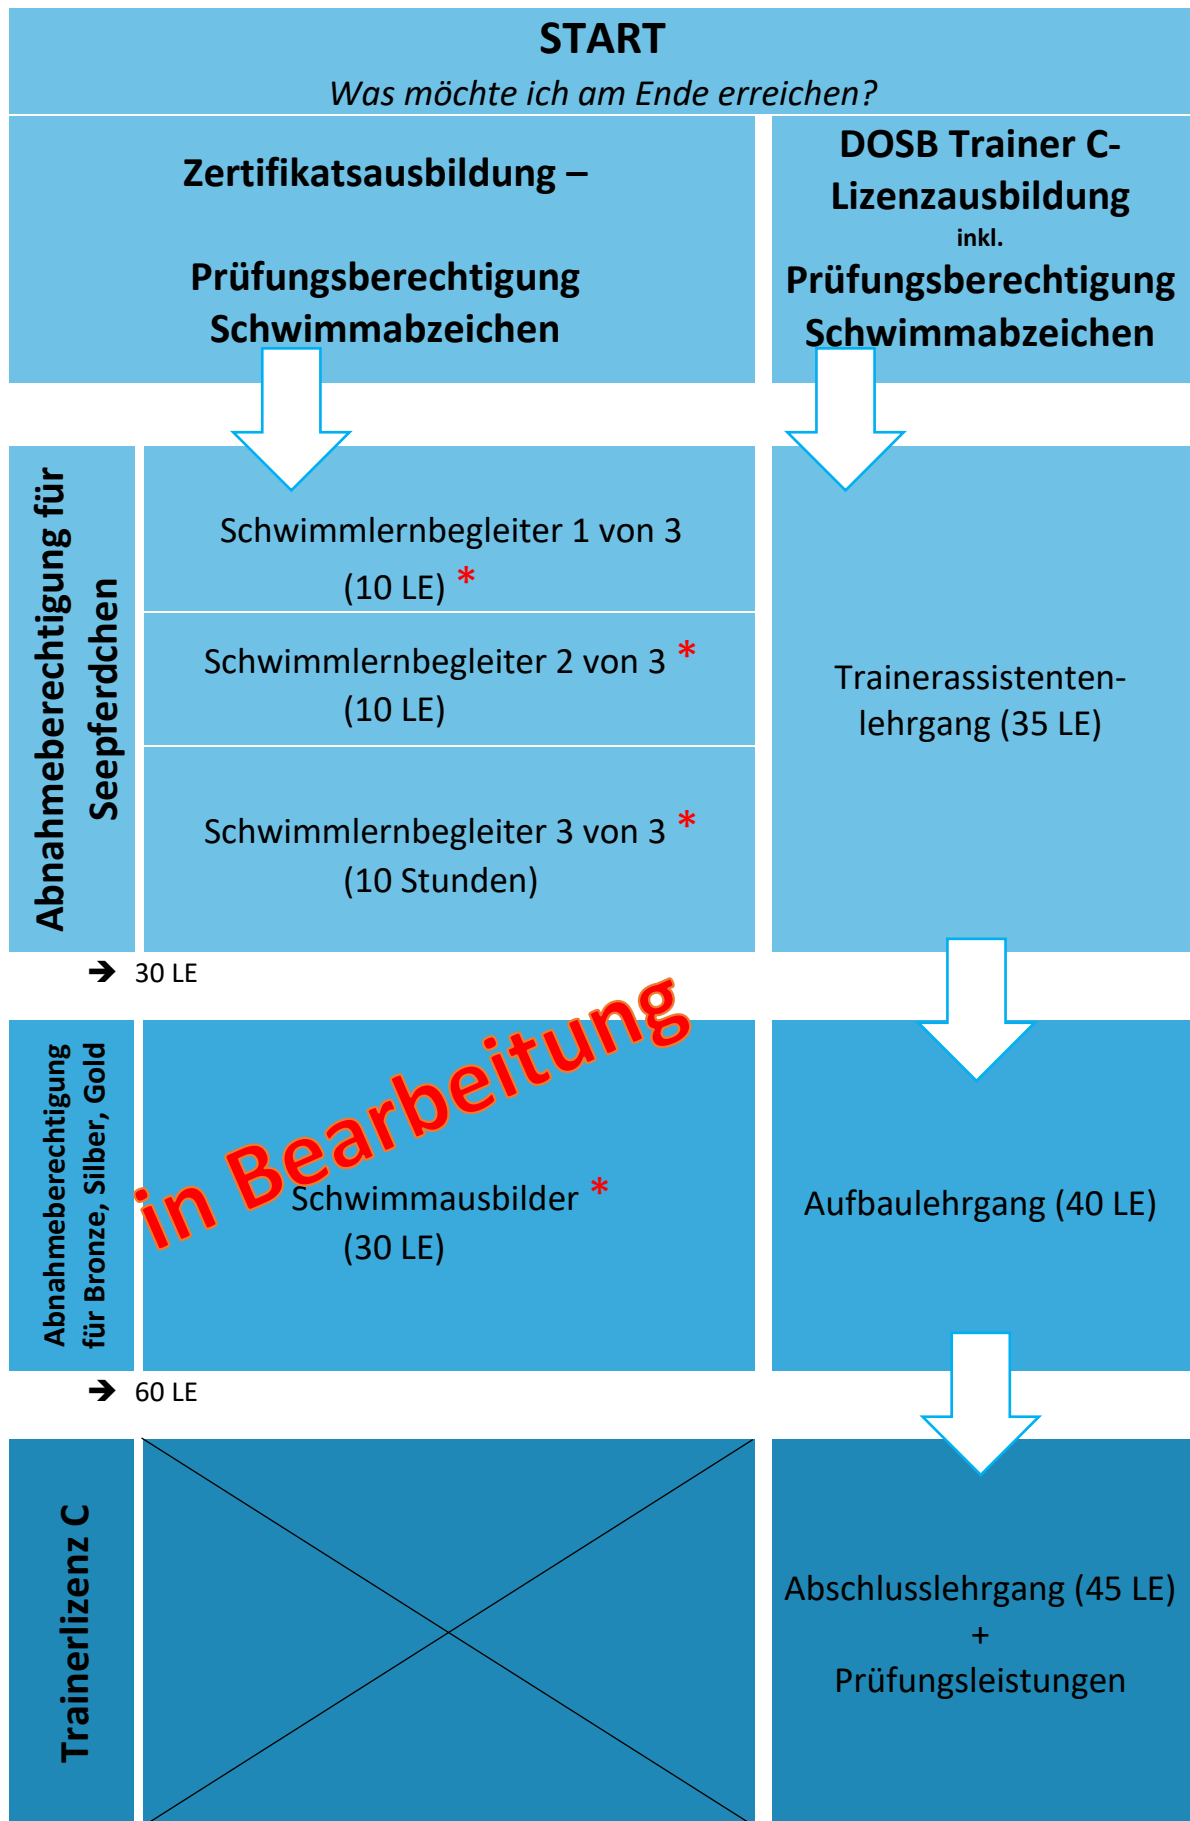 START
Was möchte ich am Ende erreichen?
Zertifikatsausbildung –
Prüfungsberechtigung
Schwimmabzeichen
DOSB Trainer C-
Lizenzausbildung
inkl.
Prüfungsberechtigung
Schwimmabzeichen
Abnahmeberechtigung für
Seepferdchen
Schwimmlernbegleiter 1 von 3
(10 LE) *
Schwimmlernbegleiter 2 von 3 *
(10 LE)
Schwimmlernbegleiter 3 von 3 *
(10 Stunden)
Trainerassistenten-
lehrgang (35 LE)
➔ 30 LE
Abnahmeberechtigung
für Bronze, Silber, Gold
in Bearbeitung
Schwimmausbilder *
(30 LE)
Aufbaulehrgang (40 LE)
➔ 60 LE
Trainerlizenz C
Abschlusslehrgang (45 LE)
+
Prüfungsleistungen